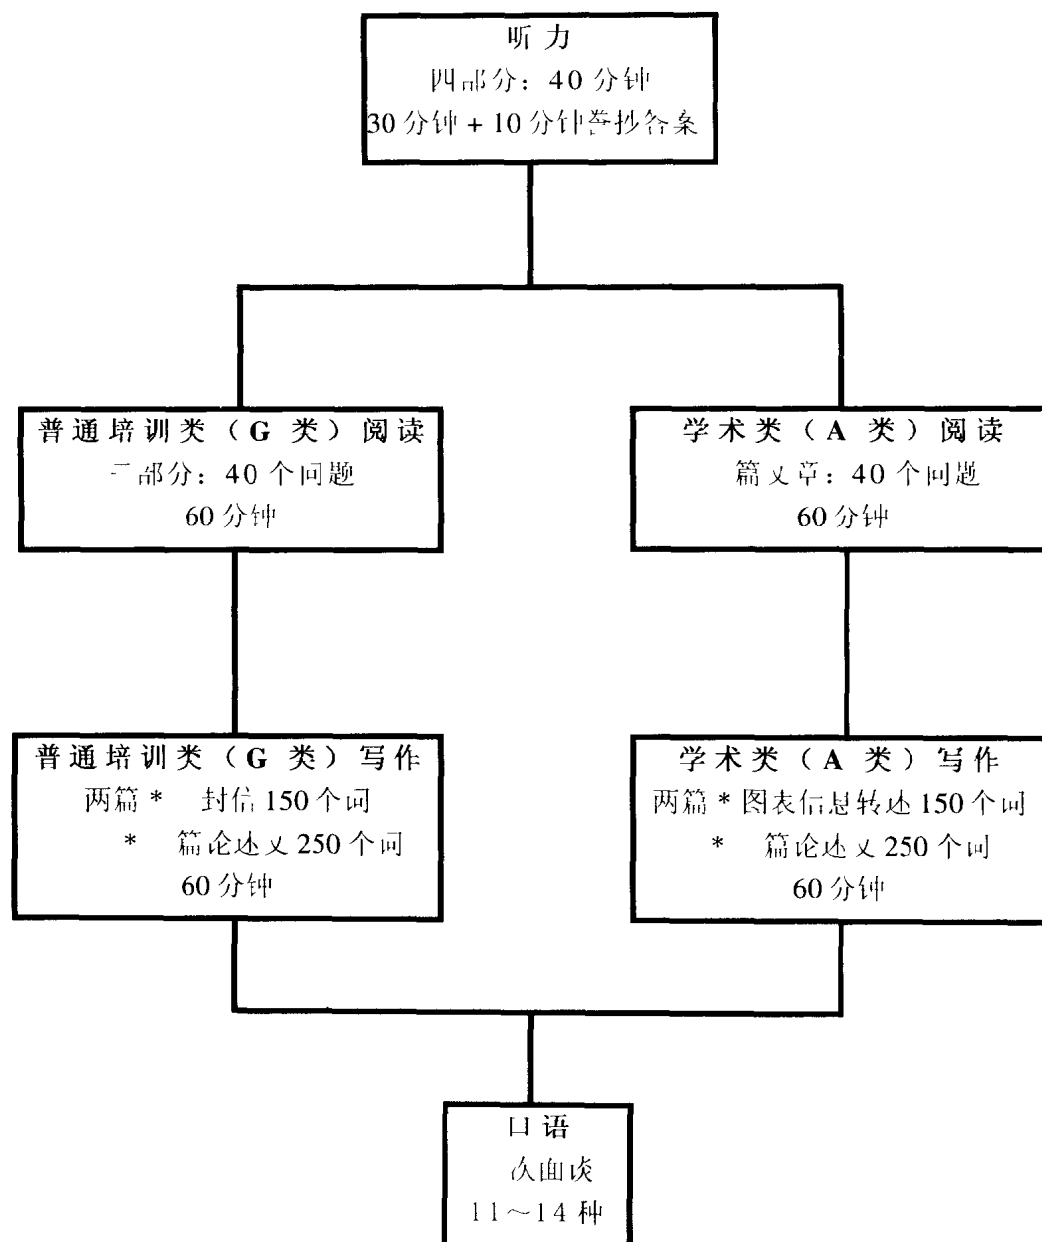 听力
四部分：40 分钟
30 分钟 + 10 分钟誊抄答案
普通培训类（G 类）阅读
三部分：40 个问题
60 分钟
学术类（A 类）阅读
篇文章：40 个问题
60 分钟
普通培训类（G 类）写作
两篇 * 封信 150 个词
* 篇论述文 250 个词
60 分钟
学术类（A 类）写作
两篇 * 图表信息转述 150 个词
* 篇论述文 250 个词
60 分钟
口语
次面谈
11～14 种